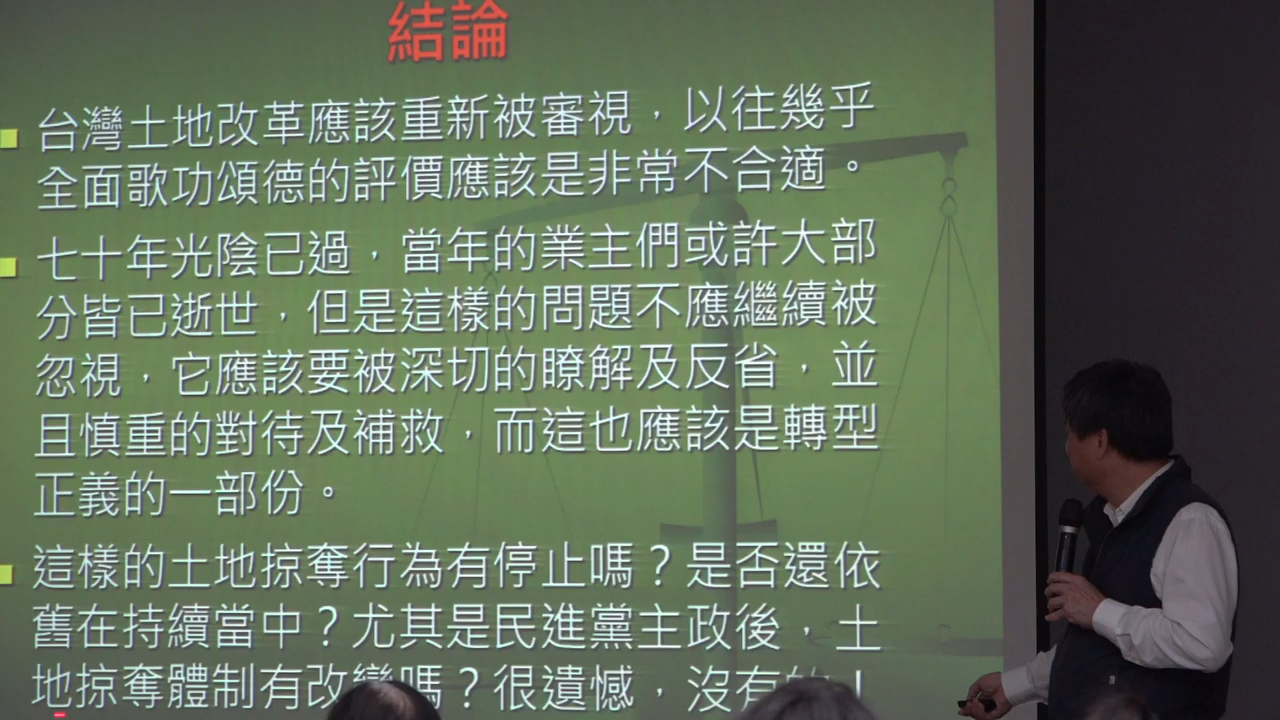 結論
台灣土地改革應該重新被審視，以往幾乎
全面歌功頌德的評價應該是非常不合適。
七十年光陰已過，當年的業主們或許大部
分皆已逝世，但是這樣的問題不應繼續被
忽視，它應該要被深切的瞭解及反省，並
且慎重的對待及補救，而這也應該是轉型
正義的一部份。
這樣的土地掠奪行為有停止嗎？是否還依
舊在持續當中？尤其是民進黨主政後，土
地掠奪體制有改變嗎？很遺憾，沒有的！